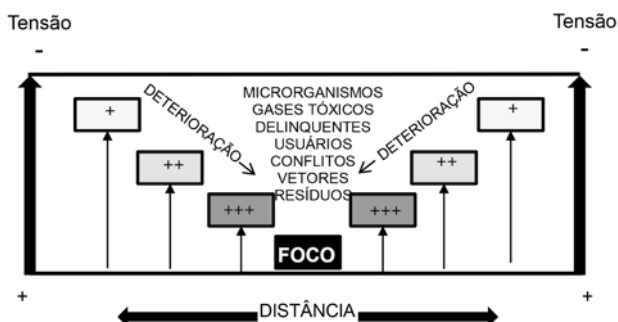 Tensão
Tensão
-
-
MICRORGANISMOS
GASES TÓXICOS
DELINQUENTES
USUÁRIOS
CONFLITOS
VETORES
RESÍDUOS
DETERIORAÇÃO
DETERIORAÇÃO
+
+
++
++
+++
+++
FOCO
+
+
DISTÂNCIA